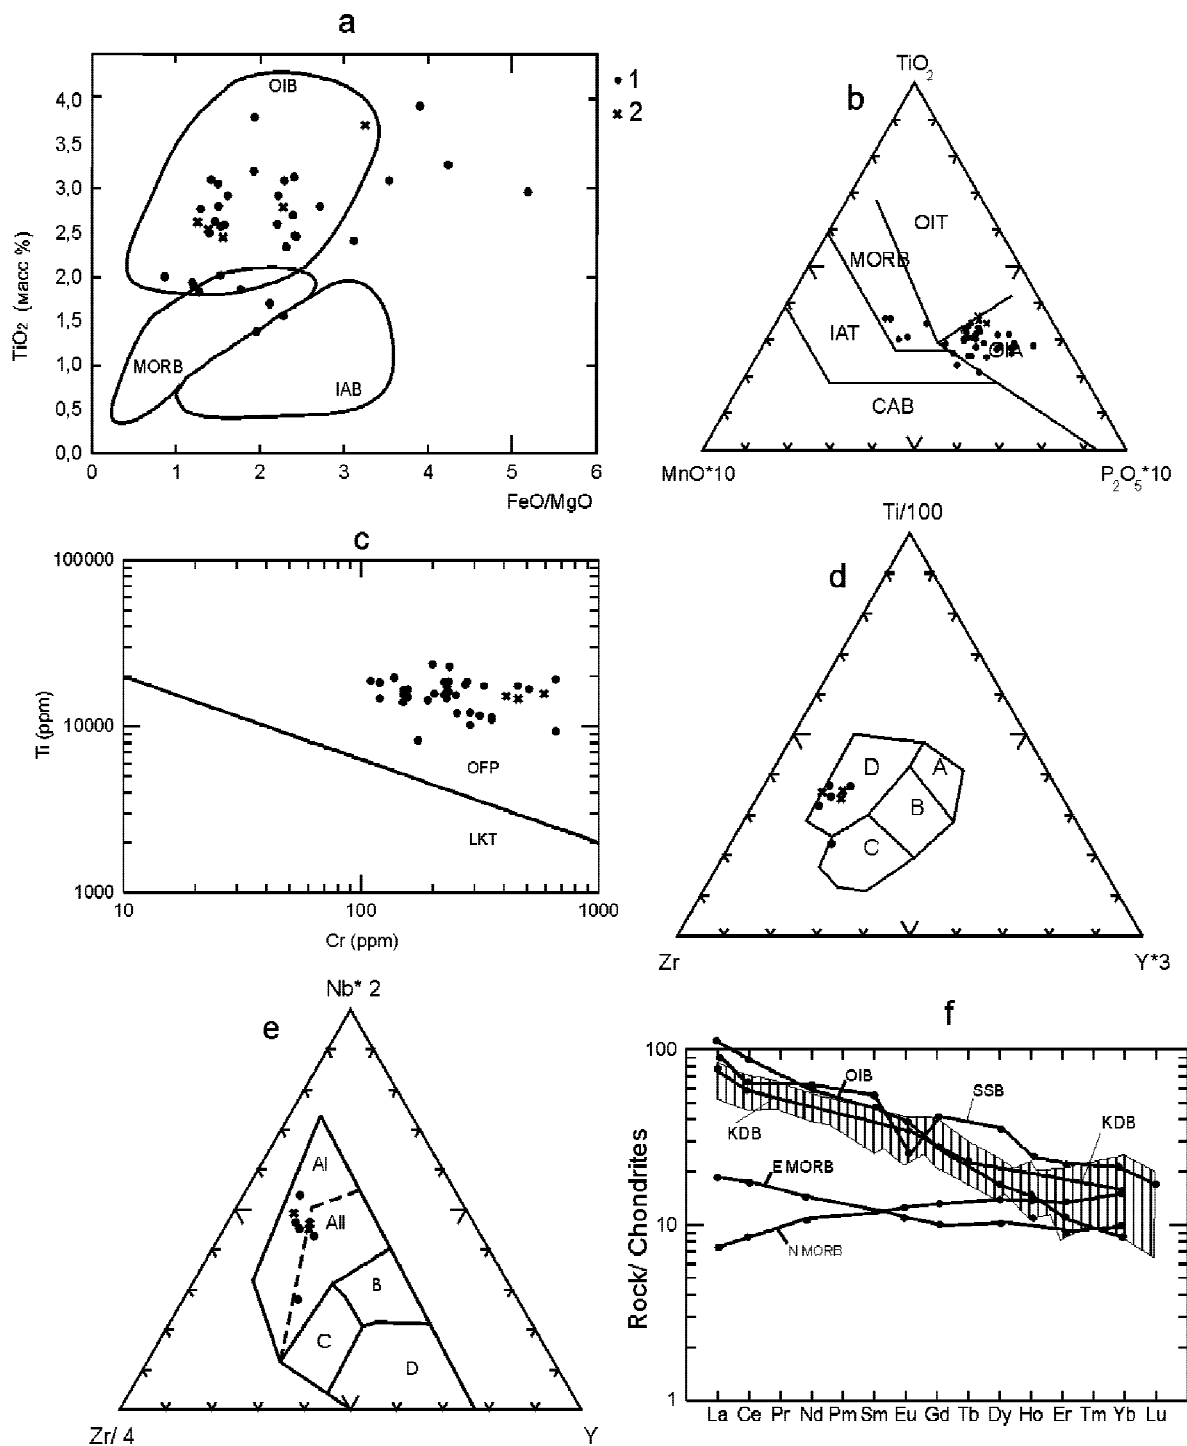 a
OIB
MORB
IAB
4,0
3,5
3,0
2,5
2,0
1,5
1,0
0,5
0,0
TiO2 (масс %)
0 1 2 3 4 5 6
FeO/MgO
1
2
b
TiO2
OIT
MORB
IAT
OIA
CAB
MnO*10
P2O5*10
c
100000
10000
1000
Ti (ppm)
OFP
LKT
10 100 1000
Cr (ppm)
d
Ti/100
D
A
B
C
Zr
Y*3
e
Nb* 2
AI
AII
B
C
D
Zr/ 4
Y
f
100
10
1
Rock/ Chondrites
OIB
SSB
KDB
KDB
E MORB
N MORB
La Ce Pr Nd Pm Sm Eu Gd Tb Dy Ho Er Tm Yb Lu